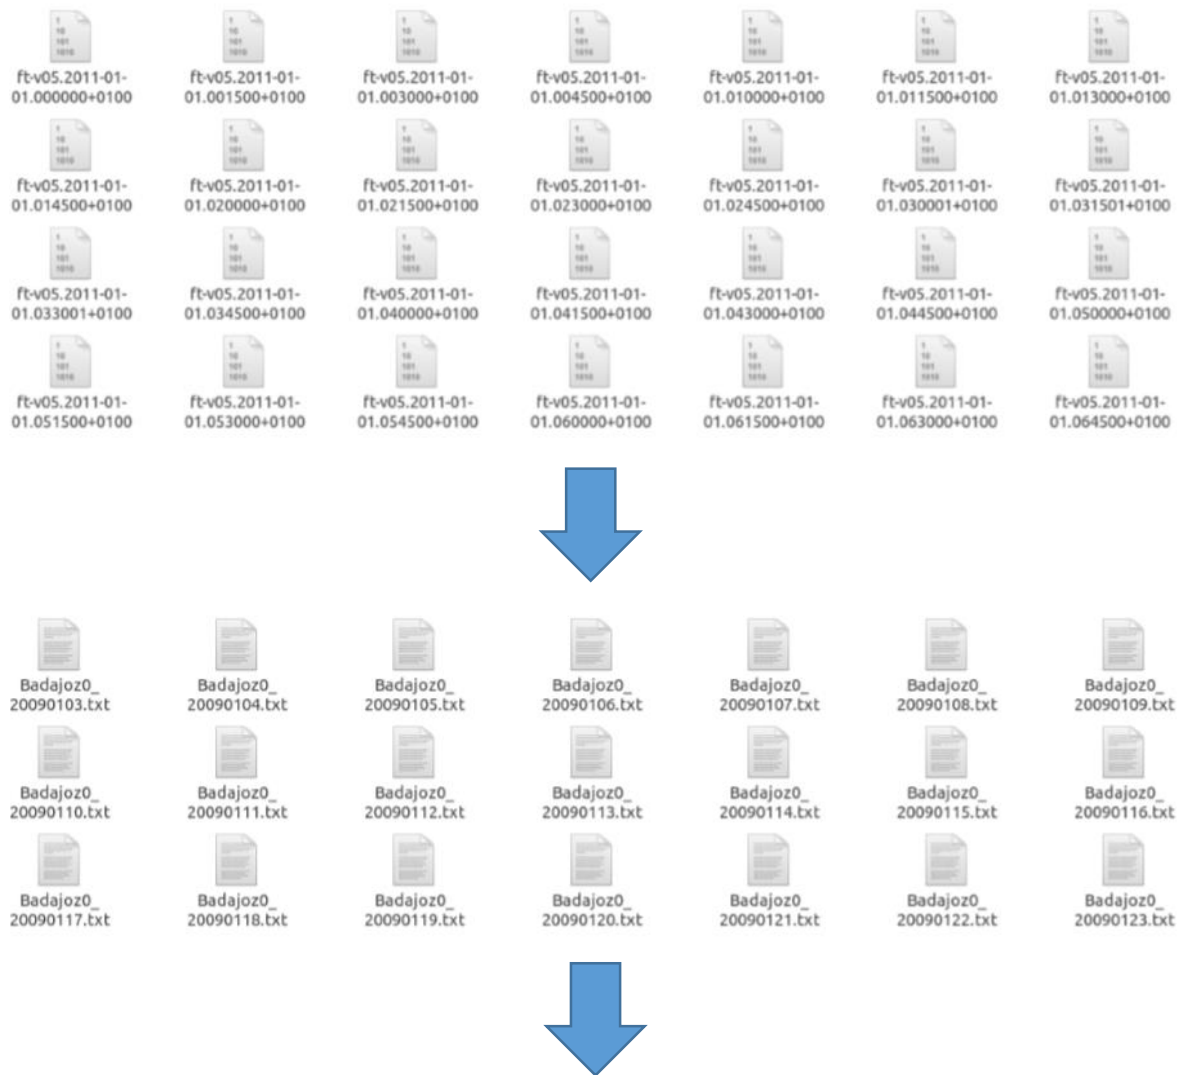 ft-v05.2011-01- ft-v05.2011-01- ft-v05.2011-01- ft-v05.2011-01- ft-v05.2011-01- ft-v05.2011-01- ft-v05.2011-01-
01.000000+0100 01.001500+0100 01.003000+0100 01.004500+0100 01.010000+0100 01.011500+0100 01.013000+0100
ft-v05.2011-01- ft-v05.2011-01- ft-v05.2011-01- ft-v05.2011-01- ft-v05.2011-01- ft-v05.2011-01- ft-v05.2011-01-
01.014500+0100 01.020000+0100 01.021500+0100 01.023000+0100 01.024500+0100 01.030001+0100 01.031501+0100
ft-v05.2011-01- ft-v05.2011-01- ft-v05.2011-01- ft-v05.2011-01- ft-v05.2011-01- ft-v05.2011-01- ft-v05.2011-01-
01.033001+0100 01.034500+0100 01.040000+0100 01.041500+0100 01.043000+0100 01.044500+0100 01.050000+0100
ft-v05.2011-01- ft-v05.2011-01- ft-v05.2011-01- ft-v05.2011-01- ft-v05.2011-01- ft-v05.2011-01- ft-v05.2011-01-
01.051500+0100 01.053000+0100 01.054500+0100 01.060000+0100 01.061500+0100 01.063000+0100 01.064500+0100
Badajoz0_ Badajoz0_ Badajoz0_ Badajoz0_ Badajoz0_ Badajoz0_ Badajoz0_
20090103.txt 20090104.txt 20090105.txt 20090106.txt 20090107.txt 20090108.txt 20090109.txt
Badajoz0_ Badajoz0_ Badajoz0_ Badajoz0_ Badajoz0_ Badajoz0_ Badajoz0_
20090110.txt 20090111.txt 20090112.txt 20090113.txt 20090114.txt 20090115.txt 20090116.txt
Badajoz0_ Badajoz0_ Badajoz0_ Badajoz0_ Badajoz0_ Badajoz0_ Badajoz0_
20090117.txt 20090118.txt 20090119.txt 20090120.txt 20090121.txt 20090122.txt 20090123.txt